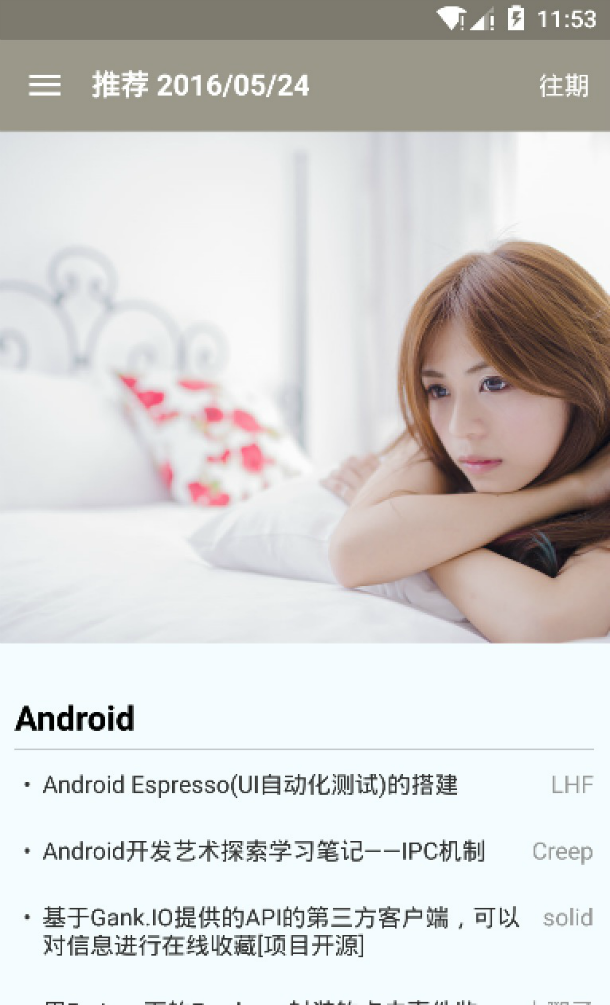 11:53
推荐 2016/05/24
往期
Android
• Android Espresso(UI自动化测试)的搭建 LHF
• Android开发艺术探索学习笔记——IPC机制 Creep
• 基于Gank.IO提供的API的第三方客户端，可以 solid
对信息进行在线收藏[项目开源]